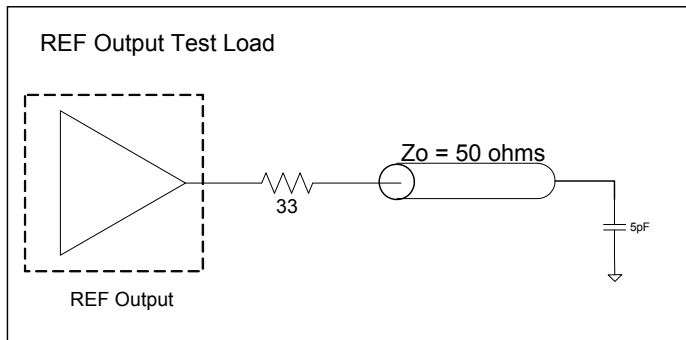 REF Output Test Load
Zo = 50 ohms
33
5pF
REF Output